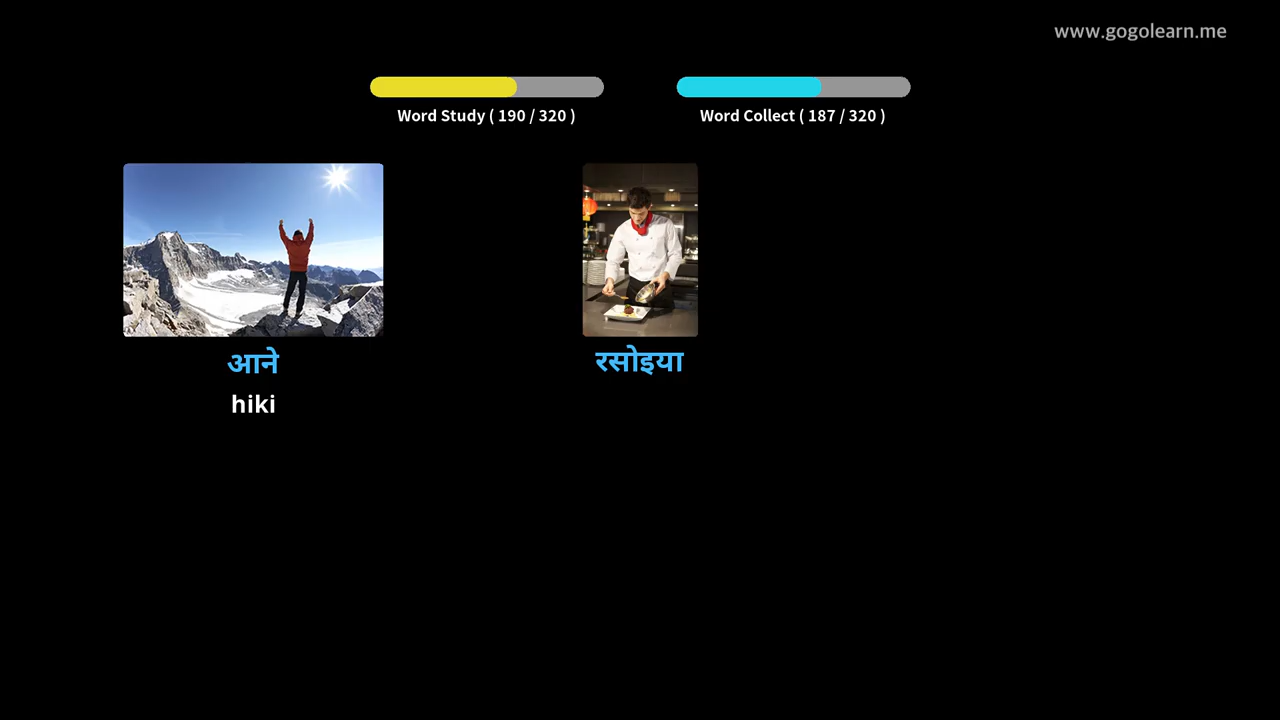 www.gogolearn.me
Word Study ( 190 / 320 )
Word Collect ( 187 / 320 )
आने
रसोइया
hiki